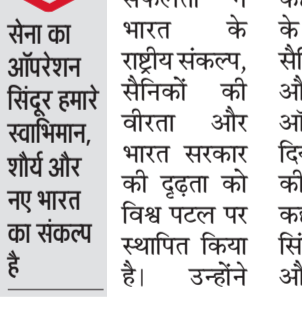 सेना का
ऑपरेशन
सिंदूर हमारे
स्वाभिमान,
शौर्य और
नए भारत
का संकल्प
है
भारत के
राष्ट्रीय संकल्प,
सैनिकों की
वीरता और
भारत सरकार
की दृढ़ता को
विश्व पटल पर
स्थापित किया
है। उन्होंने
के